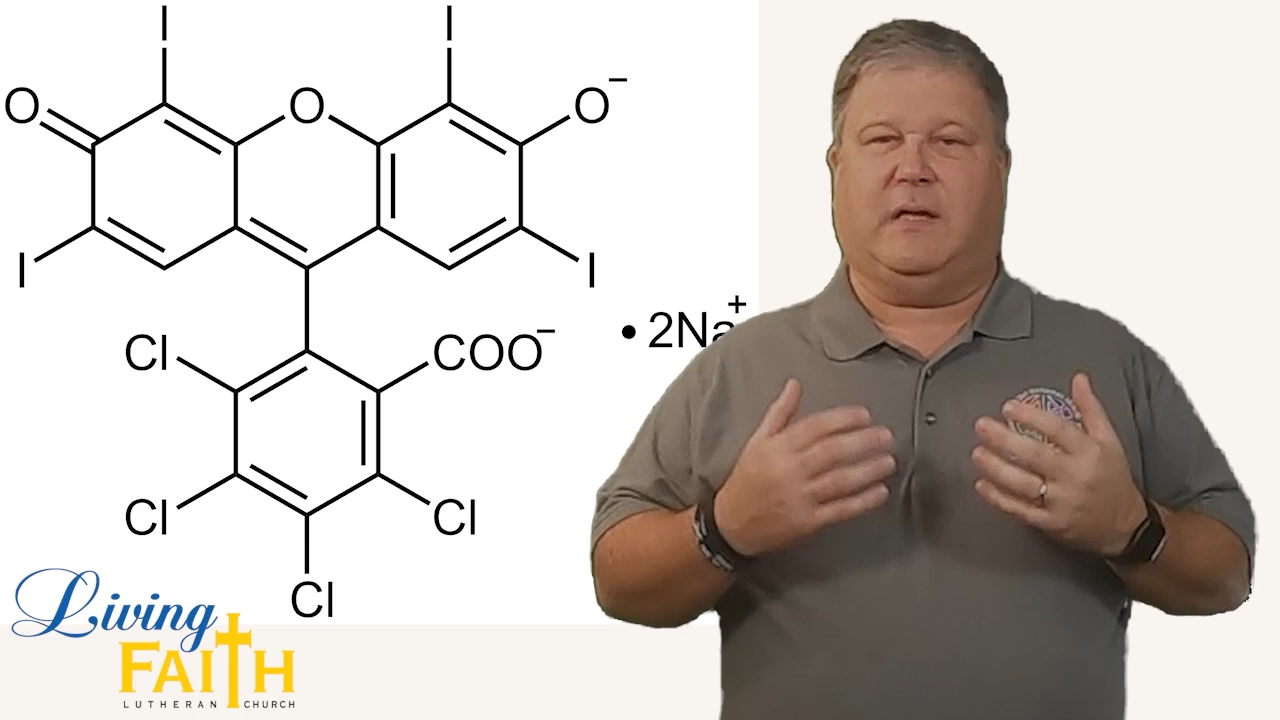 I I
O O O−
I I
• 2Na+
Cl COO−
Cl Cl
Cl
Living
FAITH
LUTHERAN CHURCH